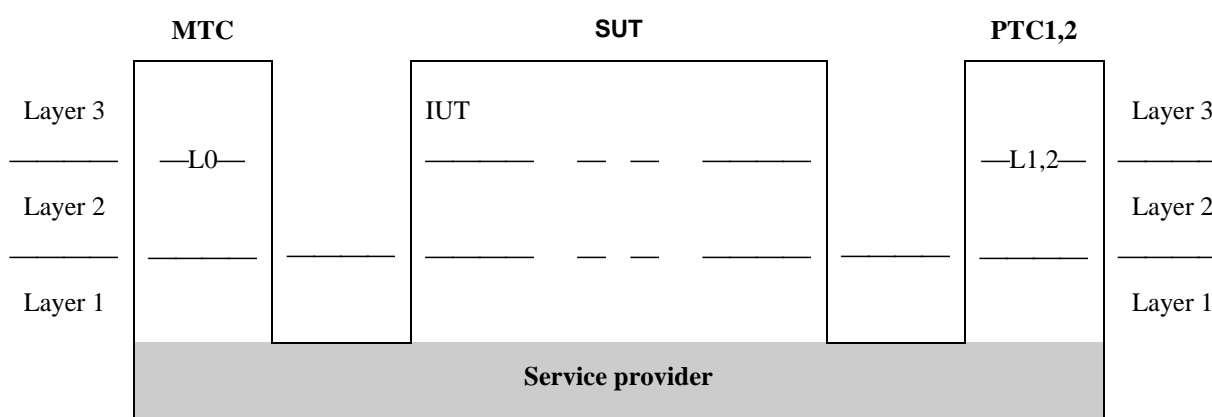 MTC SUT PTC1,2
Layer 3 IUT Layer 3
L0 L1,2
Layer 2 Layer 2
Layer 1 Layer 1
Service provider